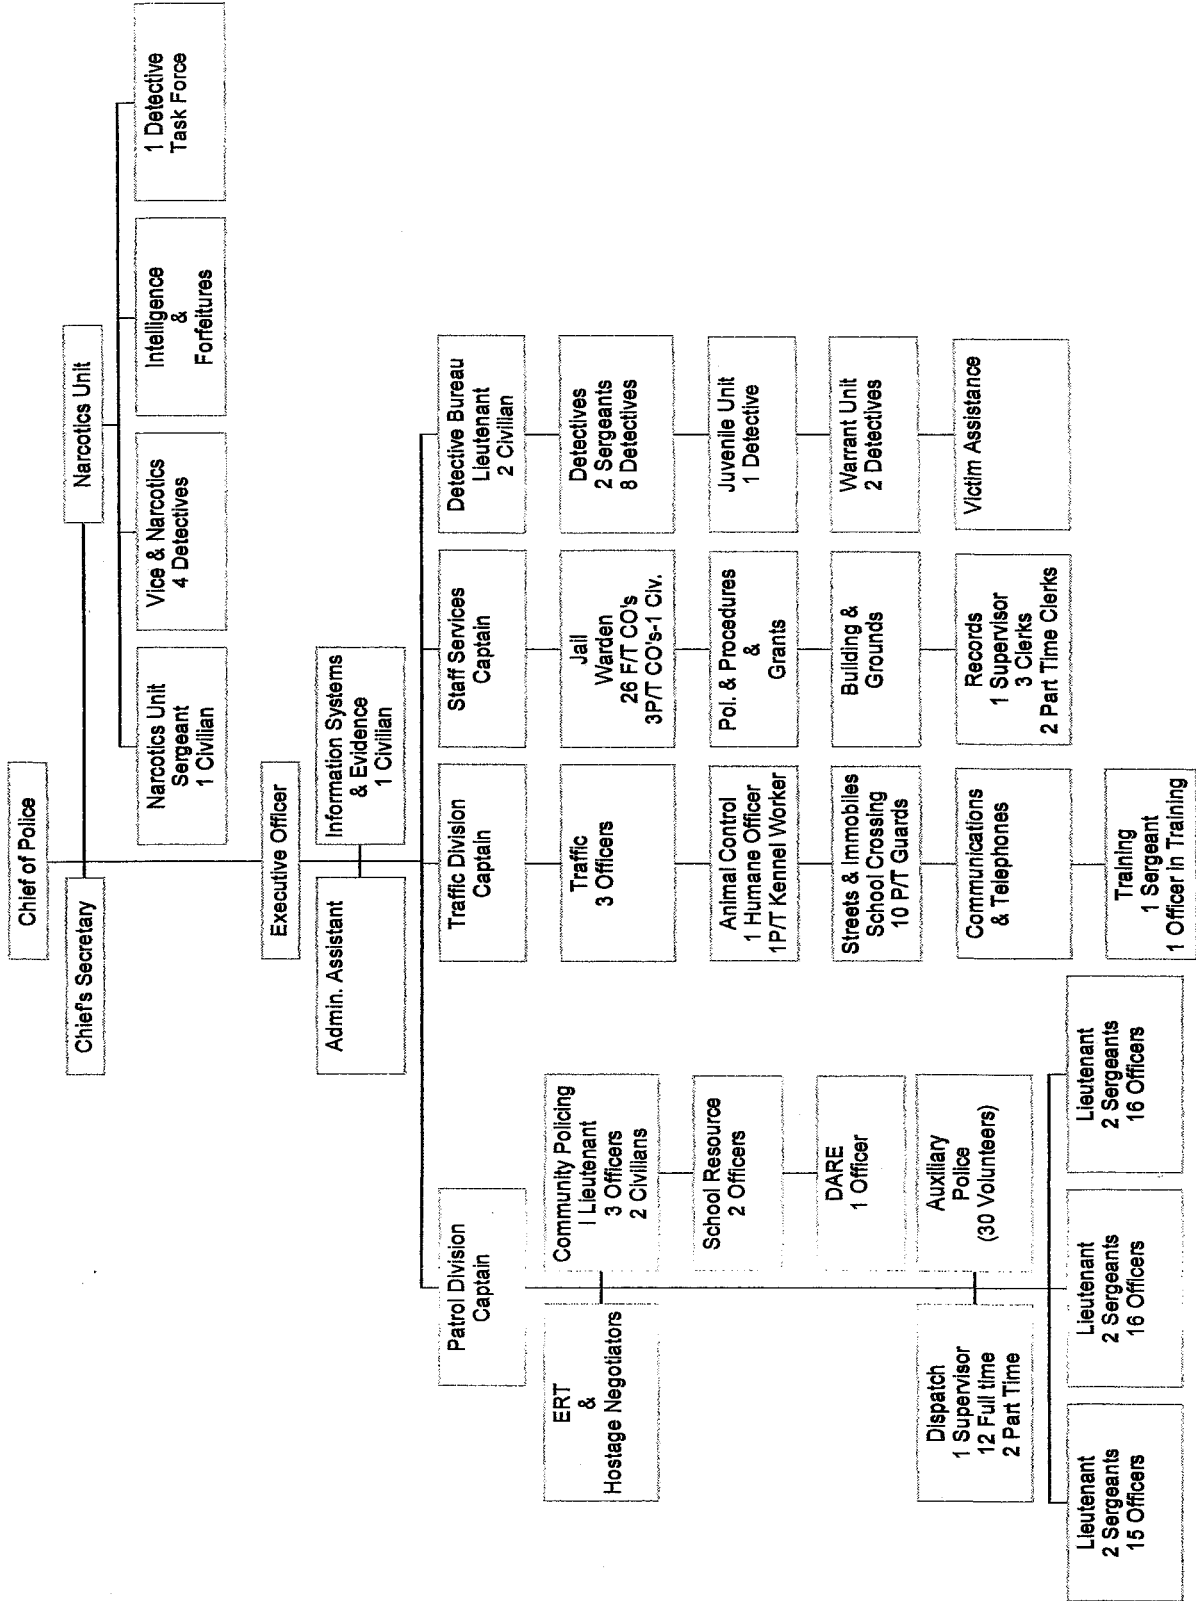 Chief of Police
Chief's Secretary
Narcotics Unit
Narcotics Unit
Sergeant
1 Civilian
Vice & Narcotics
4 Detectives
Intelligence
&
Forfeitures
1 Detective
Task Force
Executive Officer
Admin. Assistant
Information Systems
& Evidence
1 Civilian
Patrol Division
Captain
Traffic Division
Captain
Staff Services
Captain
Detective Bureau
Lieutenant
2 Civilian
ERT
&
Hostage Negotiators
Community Policing
I Lieutenant
3 Officers
2 Civilians
School Resource
2 Officers
DARE
1 Officer
Dispatch
1 Supervisor
12 Full time
2 Part Time
Auxiliary
Police
(30 Volunteers)
Lieutenant
2 Sergeants
15 Officers
Lieutenant
2 Sergeants
16 Officers
Lieutenant
2 Sergeants
16 Officers
Traffic
3 Officers
Animal Control
1 Humane Officer
1P/T Kennel Worker
Streets & Immobiles
School Crossing
10 P/T Guards
Communications
& Telephones
Training
1 Sergeant
1 Officer in Training
Jail
Warden
26 F/T CO's
3P/T CO's-1 Civ.
Pol. & Procedures
&
Grants
Building &
Grounds
Records
1 Supervisor
3 Clerks
2 Part Time Clerks
Detectives
2 Sergeants
8 Detectives
Juvenile Unit
1 Detective
Warrant Unit
2 Detectives
Victim Assistance